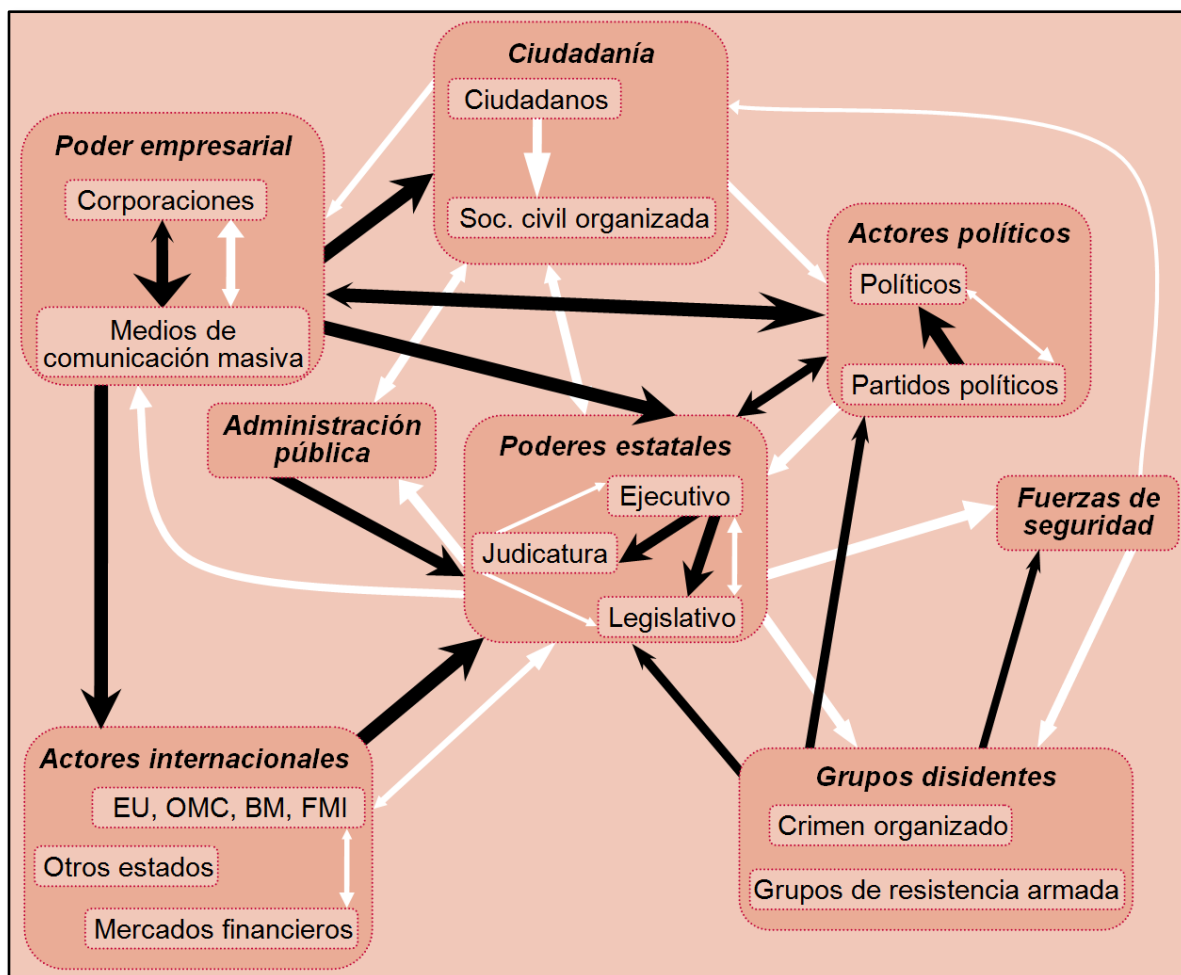 Ciudadanía
Ciudadanos
Soc. civil organizada
Poder empresarial
Corporaciones
Medios de
comunicación masiva
Actores políticos
Políticos
Partidos políticos
Administración
pública
Poderes estatales
Ejecutivo
Judicatura
Legislativo
Fuerzas de
seguridad
Actores internacionales
EU, OMC, BM, FMI
Otros estados
Mercados financieros
Grupos disidentes
Crimen organizado
Grupos de resistencia armada